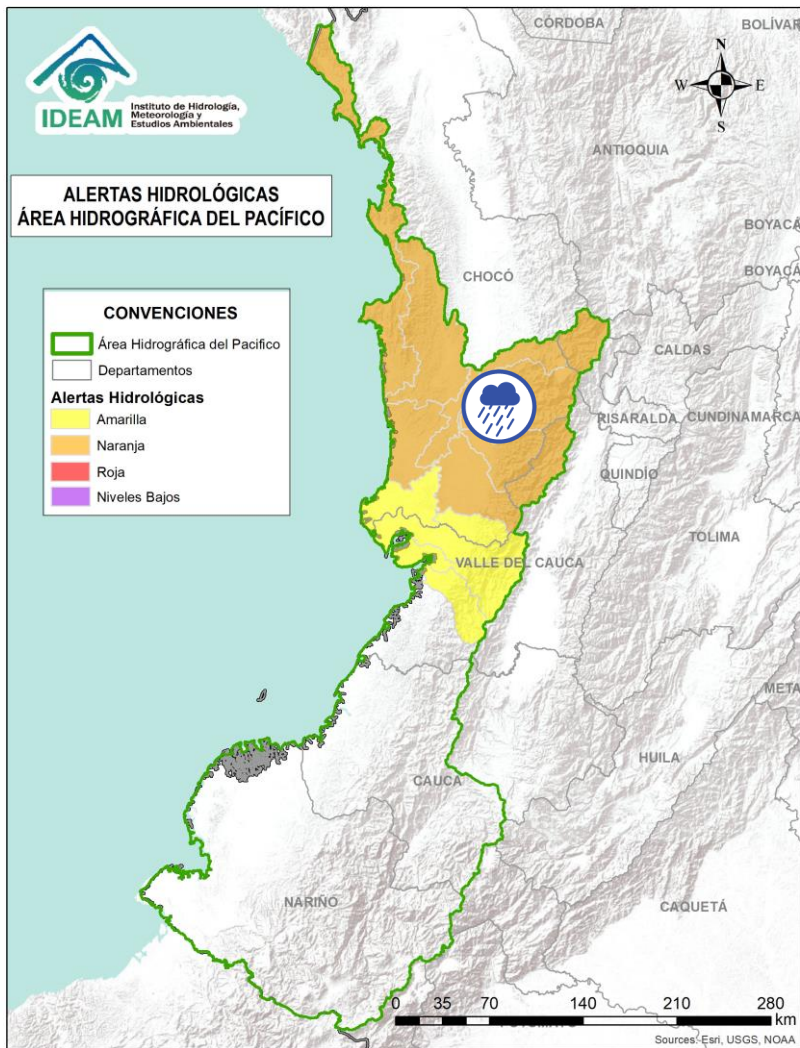 CÓRDOBA
BOLÍVAR
N
W
E
S
IDEAM
Instituto de Hidrología,
Meteorología y
Estudios Ambientales
ANTIOQUIA
ALERTAS HIDROLÓGICAS
ÁREA HIDROGRÁFICA DEL PACÍFICO
BOYACÁ
BOYACÁ
CHOCÓ
CONVENCIONES
Área Hidrográfica del Pacifico
Departamentos
Alertas Hidrológicas
Amarilla
Naranja
Roja
Niveles Bajos
CALDAS
RISARALDA
CUNDINAMARCA
QUINDÍO
TOLIMA
VALLE DEL CAUCA
META
HUILA
CAUCA
NARIÑO
CAQUETÁ
0 35 70 140 210 280
km
Sources: Esri, USGS, NOAA